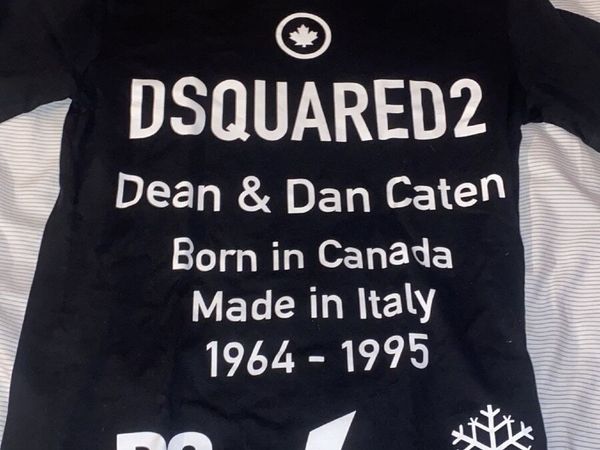 DSQUARED2
Dean & Dan Caten
Born in Canada
Made in Italy
1964 - 1995